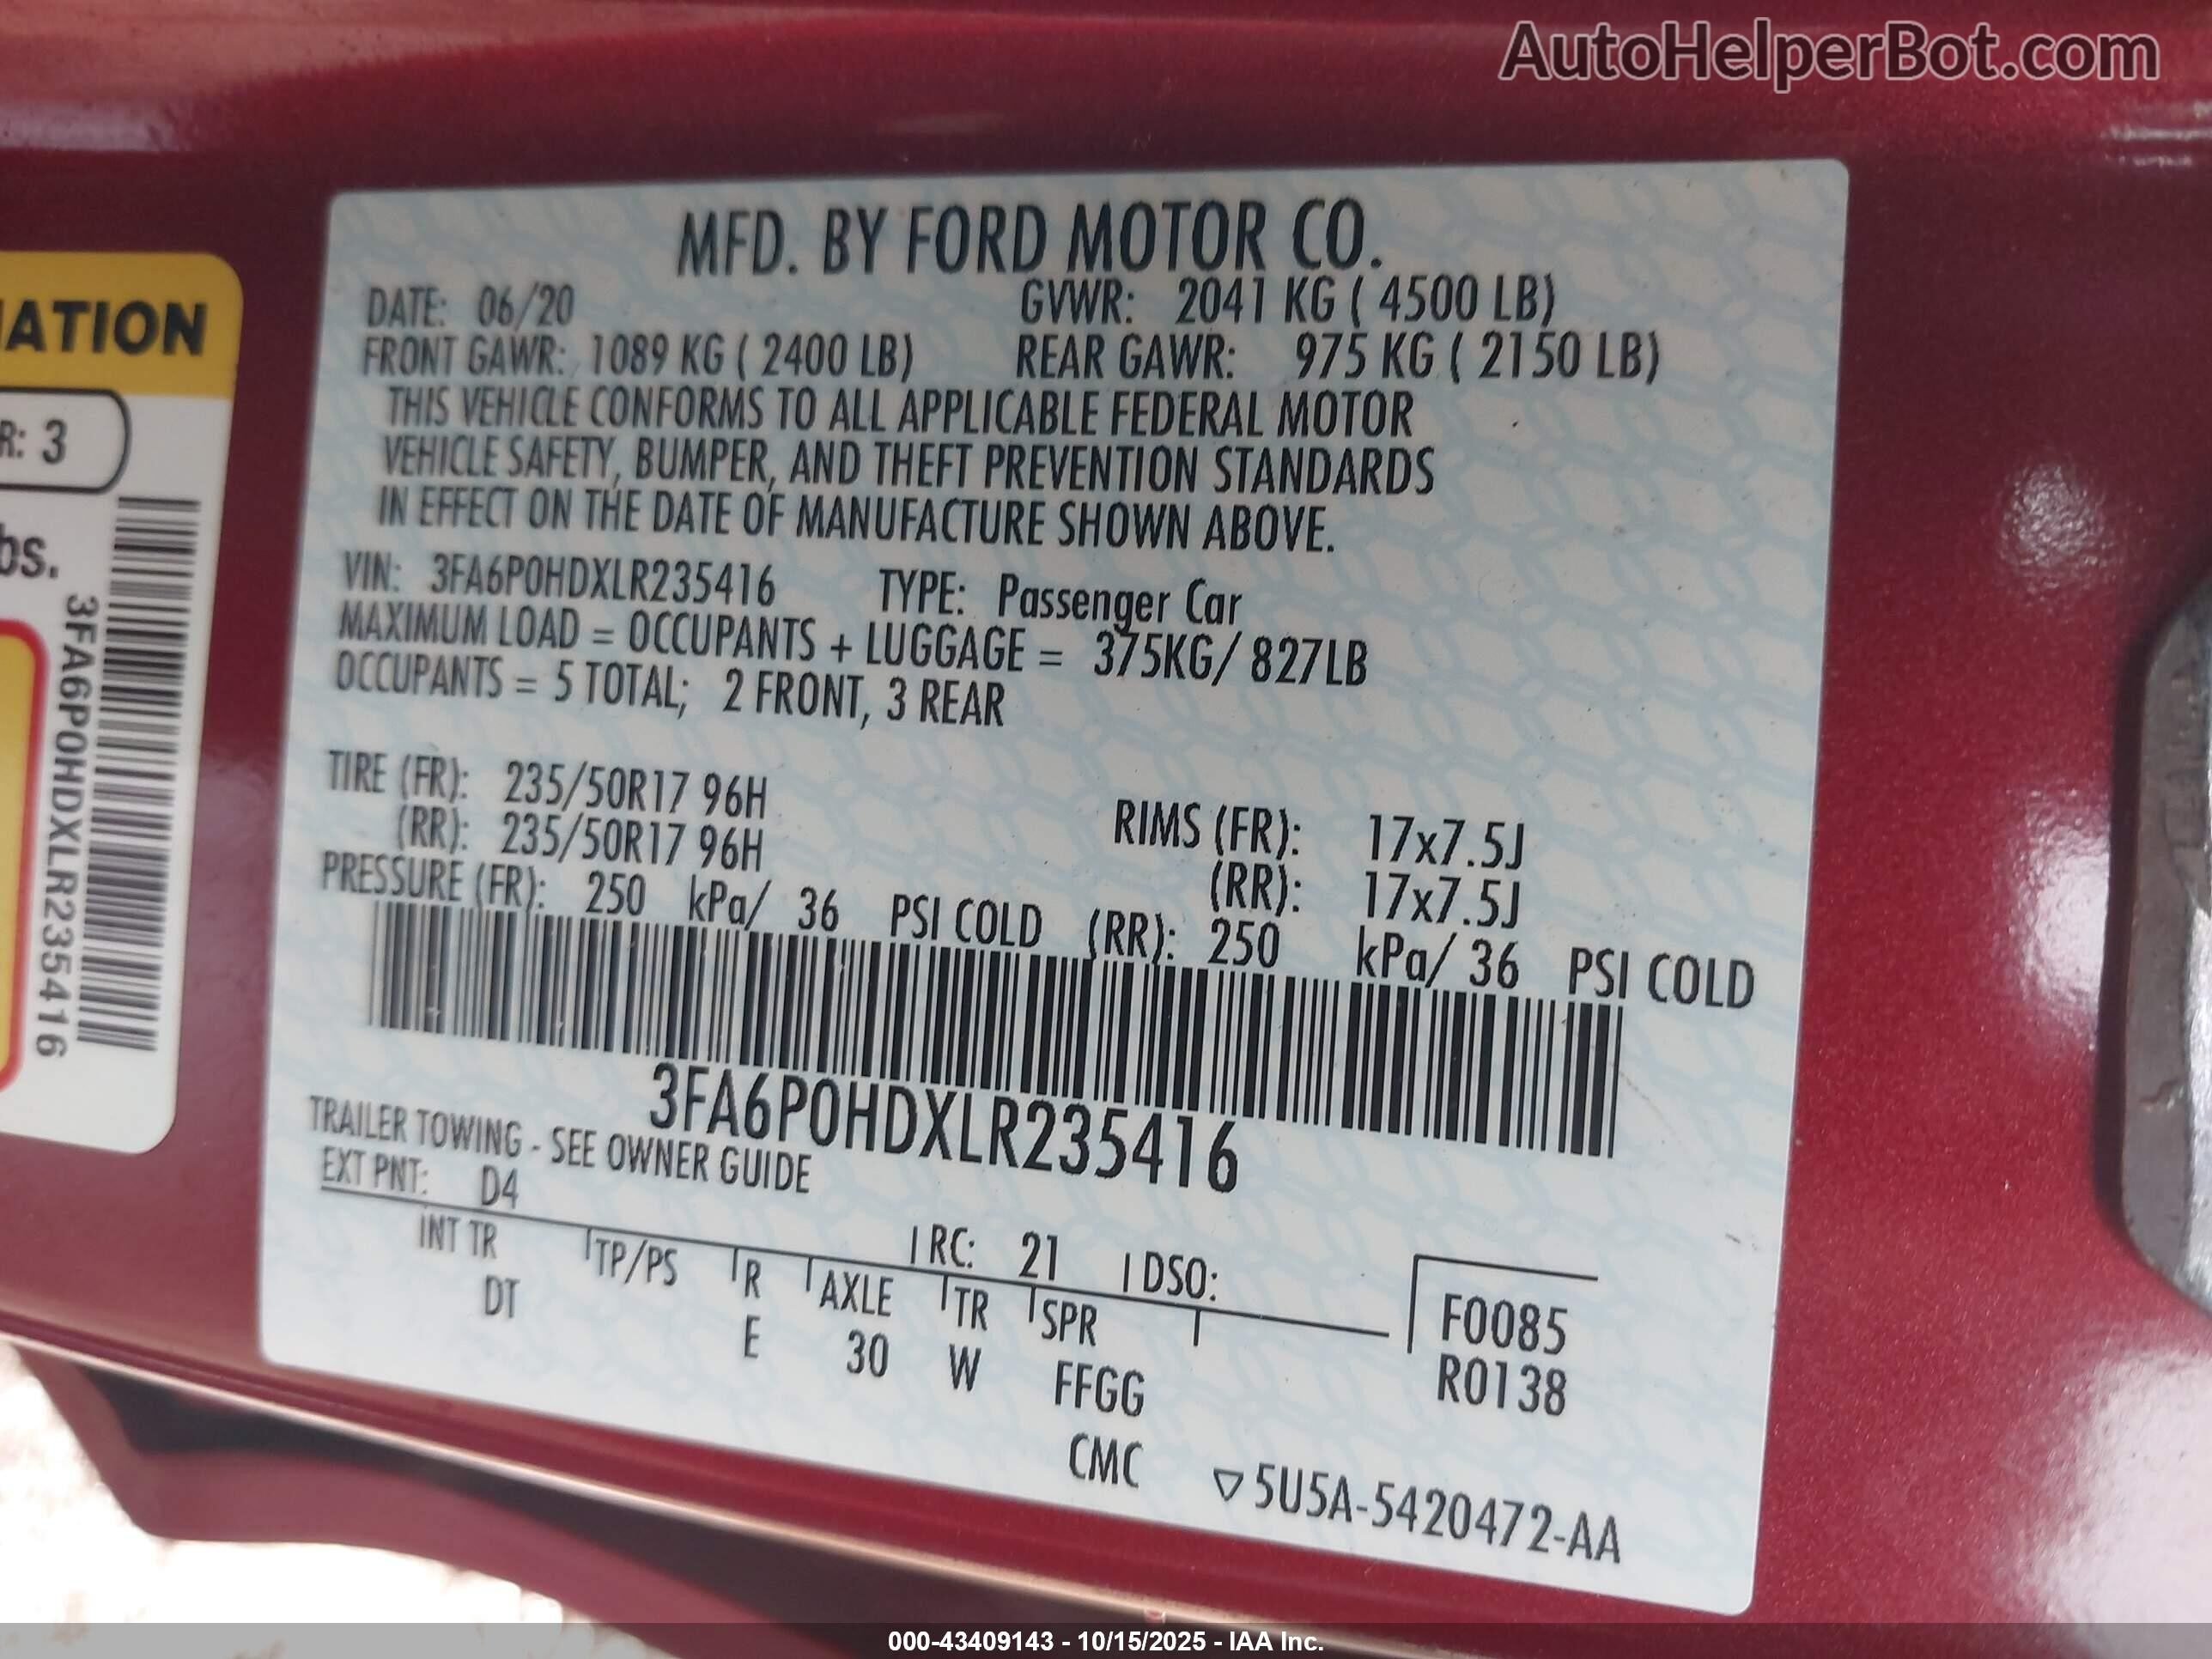 AutoHelperBot.com
MFD. BY FORD MOTOR CO.
DATE: 06/20 GVWR: 2041 KG ( 4500 LB)
FRONT GAWR: 1089 KG ( 2400 LB) REAR GAWR: 975 KG ( 2150 LB)
THIS VEHICLE CONFORMS TO ALL APPLICABLE FEDERAL MOTOR
VEHICLE SAFETY, BUMPER, AND THEFT PREVENTION STANDARDS
IN EFFECT ON THE DATE OF MANUFACTURE SHOWN ABOVE.
VIN: 3FA6P0HDXLR235416 TYPE: Passenger Car
MAXIMUM LOAD = OCCUPANTS + LUGGAGE = 375KG/ 827LB
OCCUPANTS = 5 TOTAL; 2 FRONT, 3 REAR
TIRE (FR): 235/50R17 96H RIMS (FR): 17x7.5J
(RR): 235/50R17 96H (RR): 17x7.5J
PRESSURE (FR): 250 kPa/ 36 PSI COLD (RR): 250 kPa/ 36 PSI COLD
3FA6P0HDXLR235416
TRAILER TOWING - SEE OWNER GUIDE
EXT PNT: D4 RC: 21 DSO:
INT TR TP/PS R AXLE TR SPR F0085
DT E 30 W FFGG R0138
CMC ▽5U5A-5420472-AA
ATION
R: 3
bs.
3FA6P0HDXLR235416
000-43409143 - 10/15/2025 - IAA Inc.